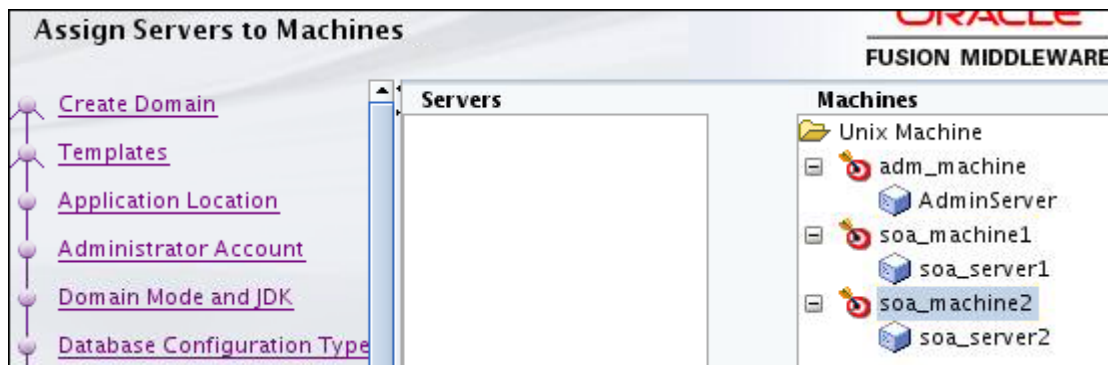 Assign Servers to Machines
ORACLE
FUSION MIDDLEWARE
Create Domain
Templates
Application Location
Administrator Account
Domain Mode and JDK
Database Configuration Type
Servers
Machines
Unix Machine
adm_machine
AdminServer
soa_machine1
soa_server1
soa_machine2
soa_server2